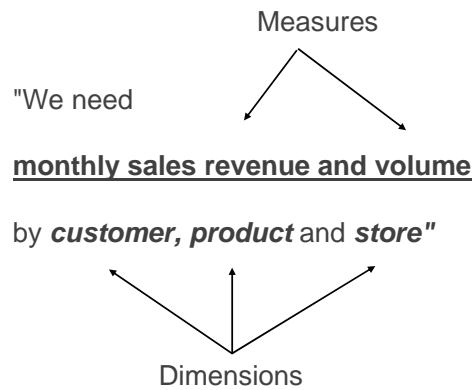 Measures
"We need
monthly sales revenue and volume
by customer, product and store"
Dimensions